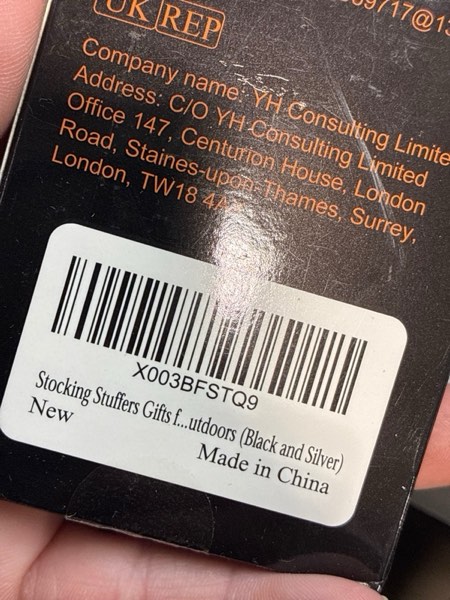 UK REP
Company name: YH Consulting Limite
Address: C/O YH Consulting Limited
Office 147, Centurion House, London
Road, Staines-upon-Thames, Surrey,
London, TW18 4A
X003BFSTQ9
Stocking Stuffers Gifts f...utdoors (Black and Silver)
New
Made in China